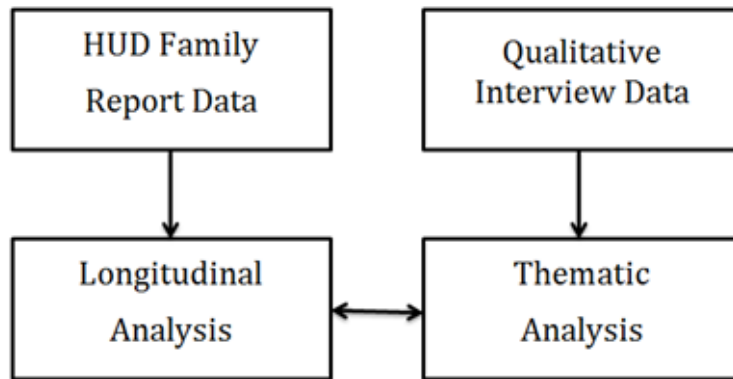 HUD Family
Report Data
Qualitative
Interview Data
Longitudinal
Analysis
Thematic
Analysis